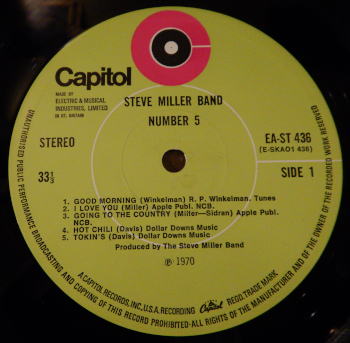 Capitol
MADE BY
ELECTRIC & MUSICAL
INDUSTRIES, LIMITED
IN GT. BRITAIN
STEVE MILLER BAND
NUMBER 5
STEREO
EA-ST 436
(E-SKAO1 436)
33⅓
SIDE 1
1. GOOD MORNING (Winkelman) R. P. Winkelman. Tunes
2. I LOVE YOU (Miller) Apple Publ. NCB.
3. GOING TO THE COUNTRY (Miller—Sidran) Apple Publ.
NCB.
4. HOT CHILI (Davis) Dollar Downs Music
5. TOKIN'S (Davis) Dollar Downs Music
Produced by The Steve Miller Band
℗ 1970
A.CAPITOL RECORDS, INC., U.S.A. RECORDING Capitol REGD. TRADE MARK
UNAUTHORISED PUBLIC PERFORMANCE BROADCASTING AND COPYING OF THIS RECORD PROHIBITED-ALL RIGHTS OF THE MANUFACTURER AND OF THE OWNER OF THE RECORDED WORK RESERVED.